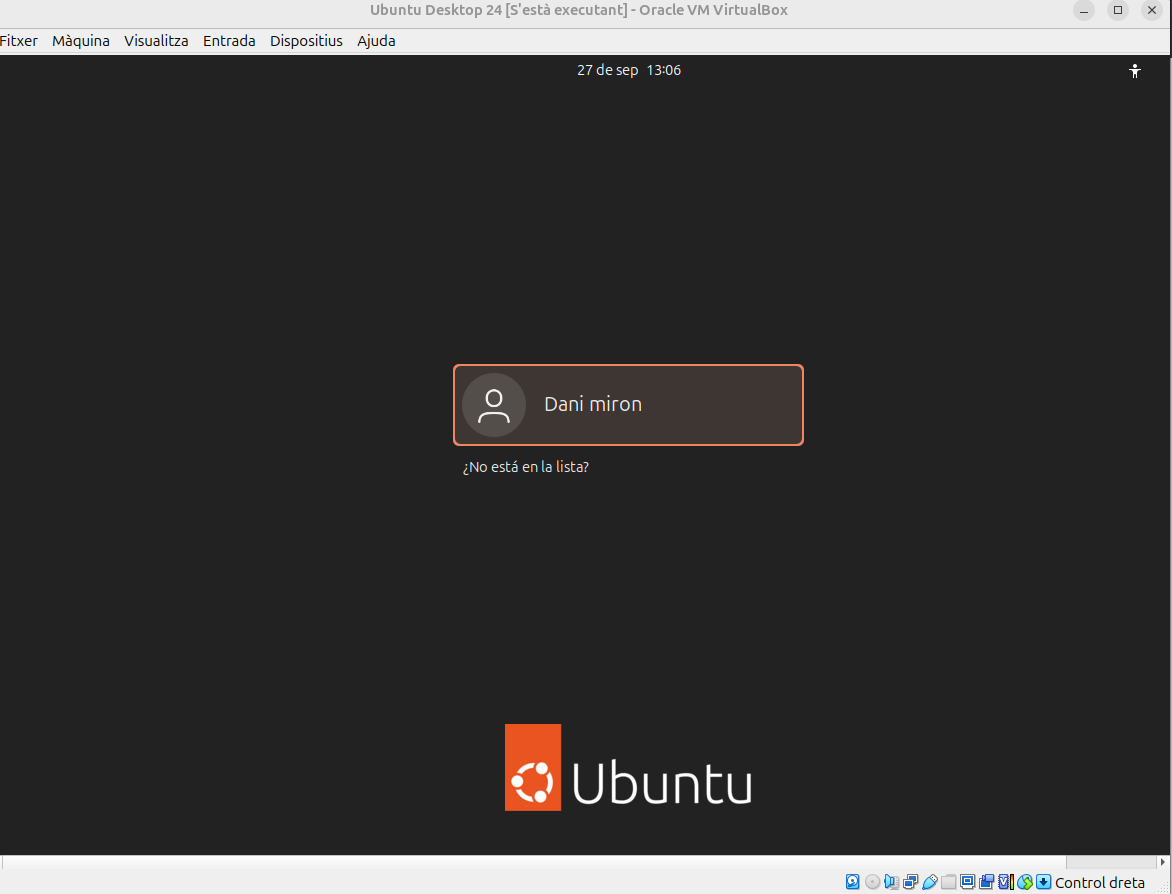 Ubuntu Desktop 24 [S'està executant] - Oracle VM VirtualBox
Fitxer Màquina Visualitza Entrada Dispositius Ajuda
27 de sep 13:06
Dani miron
¿No está en la lista?
Ubuntu
Control dreta